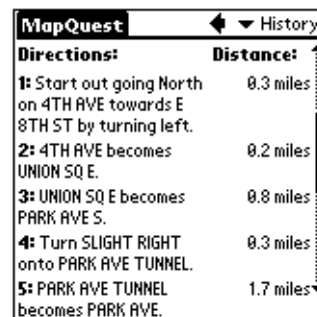 MapQuest History
Directions: Distance:
1: Start out going North 0.3 miles
on 4TH AVE towards E
8TH ST by turning left.
2: 4TH AVE becomes 0.2 miles
UNION SQ E.
3: UNION SQ E becomes 0.8 miles
PARK AVE S.
4: Turn SLIGHT RIGHT 0.3 miles
onto PARK AVE TUNNEL.
5: PARK AVE TUNNEL 1.7 miles
becomes PARK AVE.